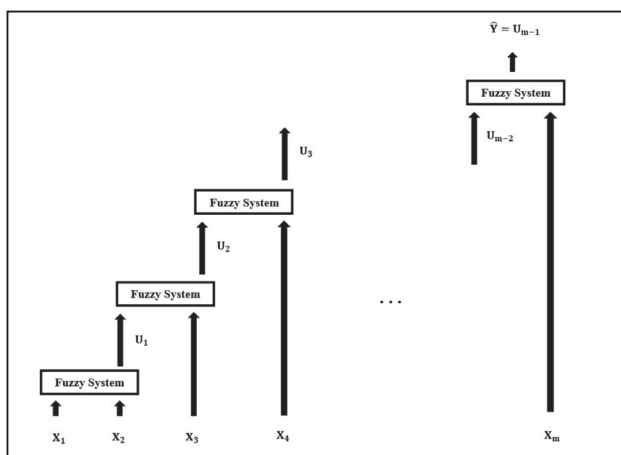 Ŷ = U_{m−1}
Fuzzy System
U_{m−2}
U_3
Fuzzy System
U_2
Fuzzy System
...
U_1
Fuzzy System
X_1 X_2 X_3 X_4 X_m